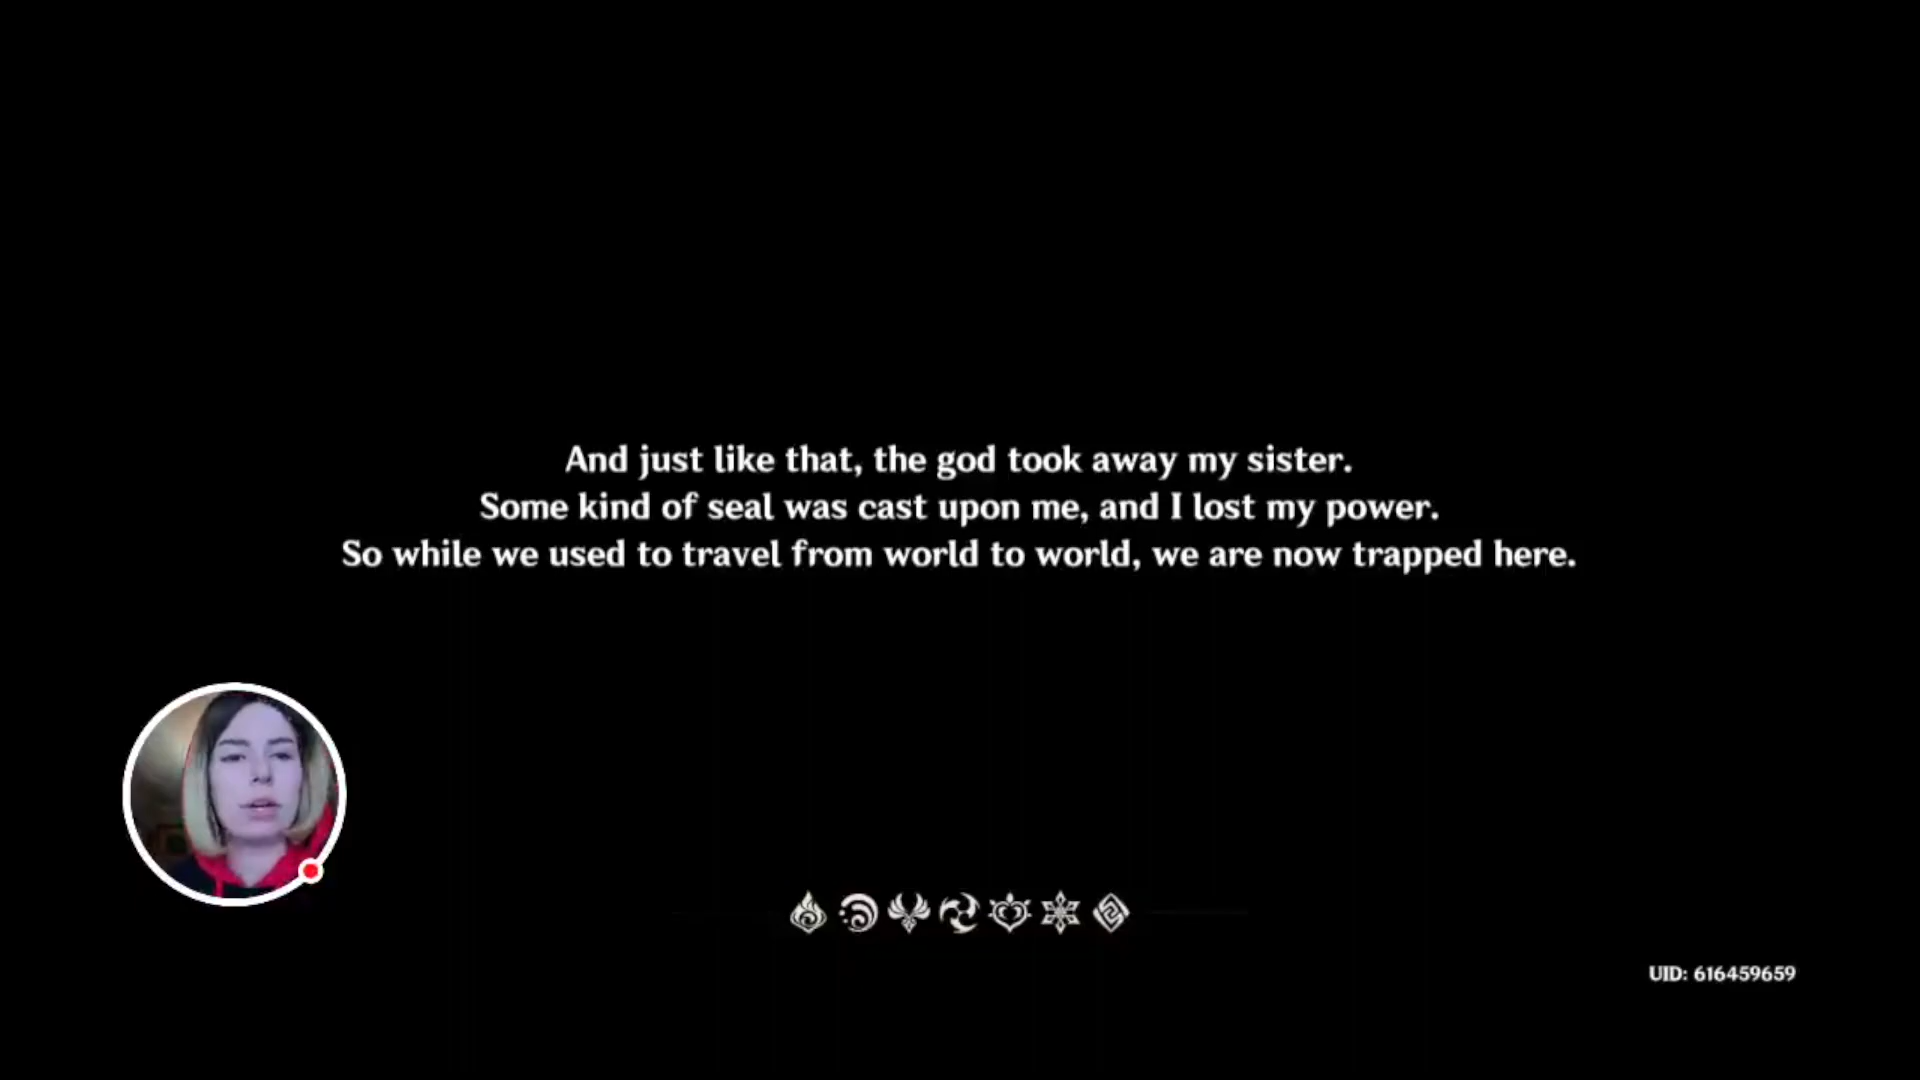 And just like that, the god took away my sister.
Some kind of seal was cast upon me, and I lost my power.
So while we used to travel from world to world, we are now trapped here.
UID: 616459659